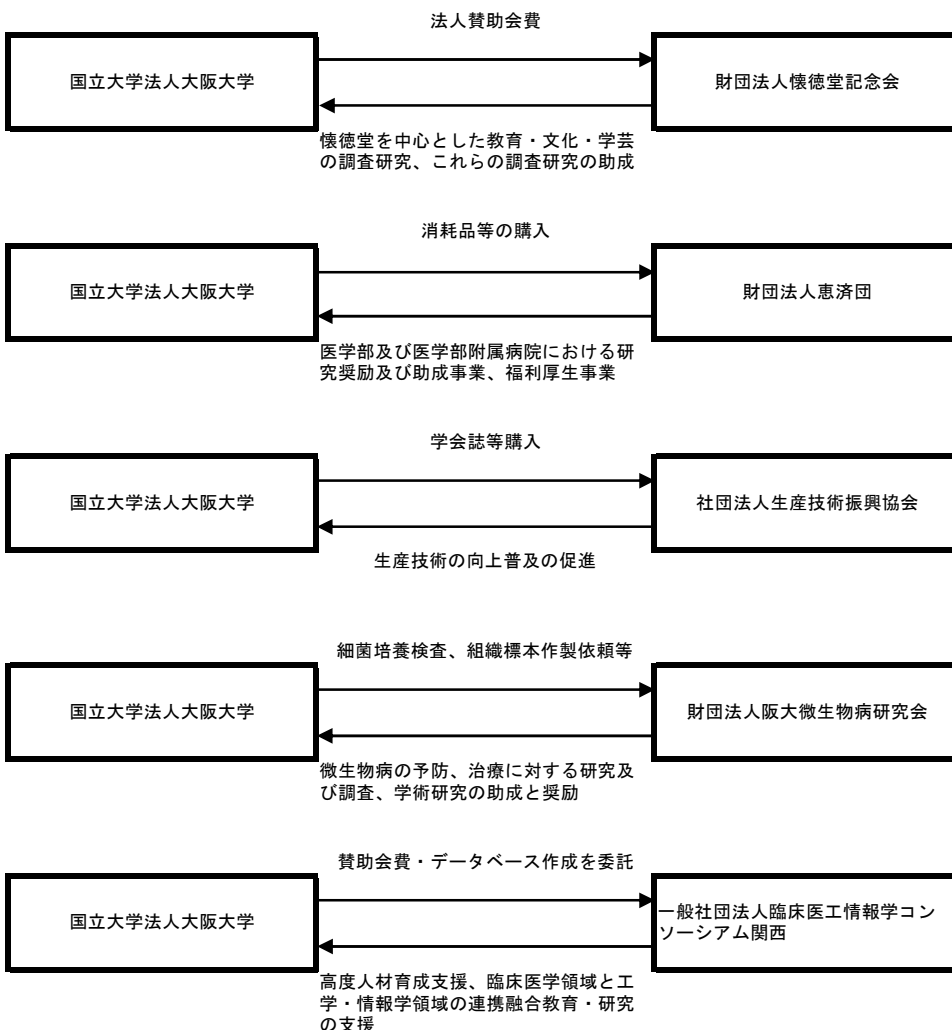 法人賛助会費
国立大学法人大阪大学
財団法人懐徳堂記念会
懐徳堂を中心とした教育・文化・学芸
の調査研究、これらの調査研究の助成
消耗品等の購入
国立大学法人大阪大学
財団法人恵済団
医学部及び医学部附属病院における研
究奨励及び助成事業、福利厚生事業
学会誌等購入
国立大学法人大阪大学
社団法人生産技術振興協会
生産技術の向上普及の促進
細菌培養検査、組織標本作製依頼等
国立大学法人大阪大学
財団法人阪大微生物病研究会
微生物病の予防、治療に対する研究及
び調査、学術研究の助成と奨励
賛助会費・データベース作成を委託
国立大学法人大阪大学
一般社団法人臨床医工情報学コン
ソーシアム関西
高度人材育成支援、臨床医学領域と工
学・情報学領域の連携融合教育・研究
の支援